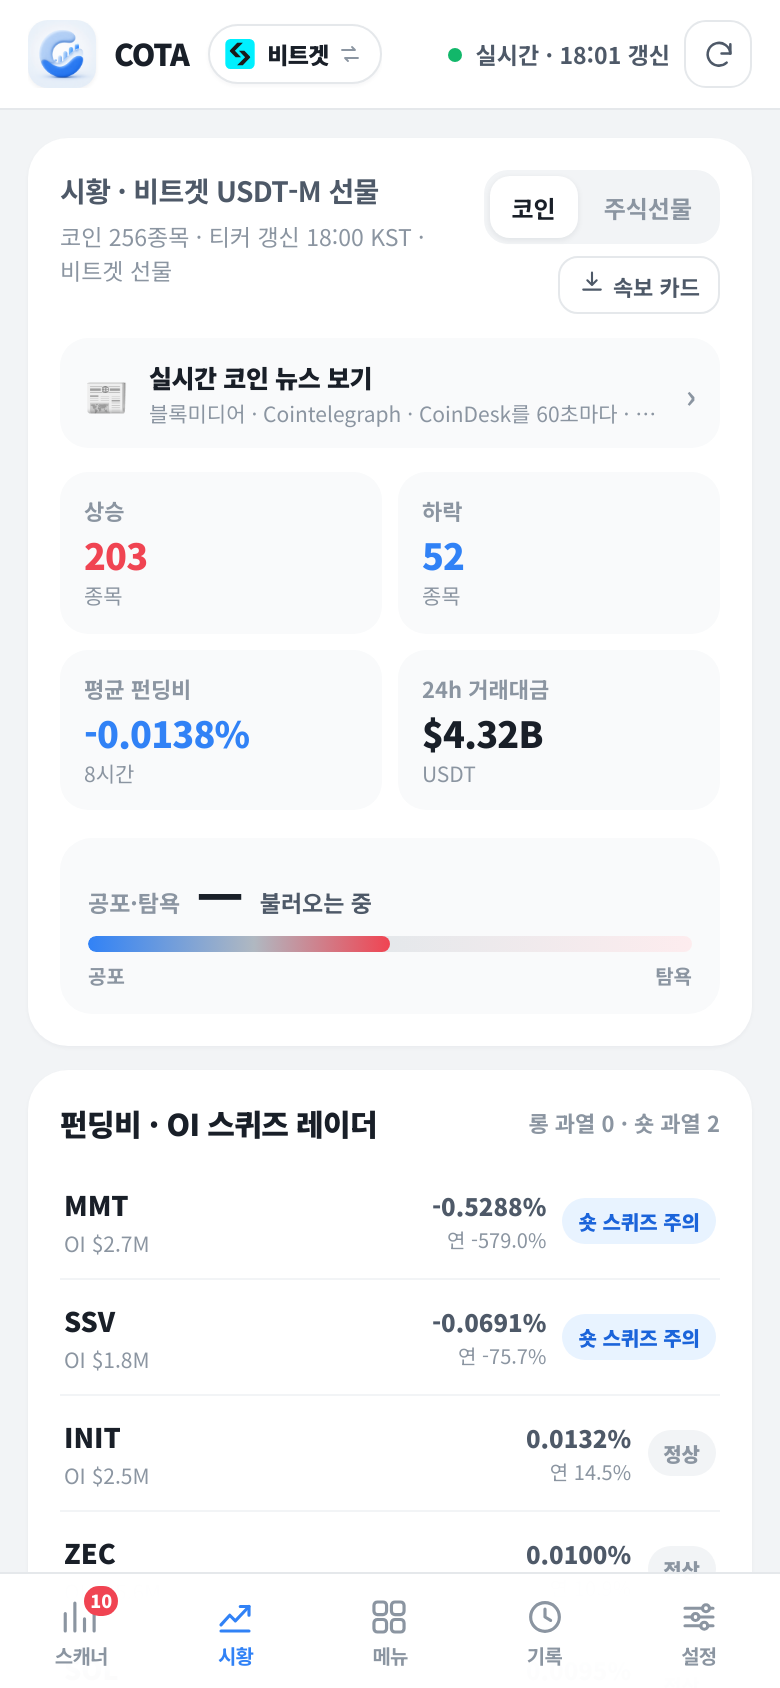 COTA
비트겟
실시간 · 18:01 갱신
시황 · 비트겟 USDT-M 선물
코인 256종목 · 티커 갱신 18:00 KST ·
비트겟 선물
코인
주식선물
속보 카드
실시간 코인 뉴스 보기
블록미디어 · Cointelegraph · CoinDesk를 60초마다 · …
상승
203
종목
하락
52
종목
평균 펀딩비
-0.0138%
8시간
24h 거래대금
$4.32B
USDT
공포·탐욕 — 불러오는 중
공포
탐욕
펀딩비 · OI 스퀴즈 레이더
롱 과열 0 · 숏 과열 2
MMT
OI $2.7M
-0.5288%
연 -579.0%
숏 스퀴즈 주의
SSV
OI $1.8M
-0.0691%
연 -75.7%
숏 스퀴즈 주의
INIT
OI $2.5M
0.0132%
연 14.5%
정상
ZEC
0.0100%
정상
10
스캐너
시황
메뉴
기록
설정